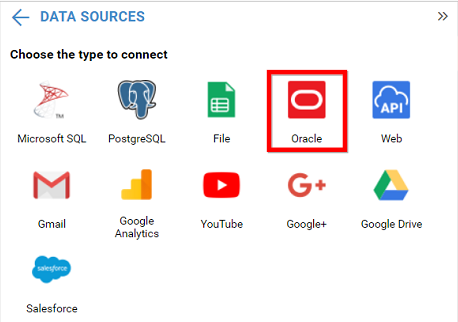 DATA SOURCES
Choose the type to connect
TM
API
Microsoft SQL PostgreSQL File Oracle Web
G+
Gmail Google Analytics YouTube Google+ Google Drive
salesforce
Salesforce